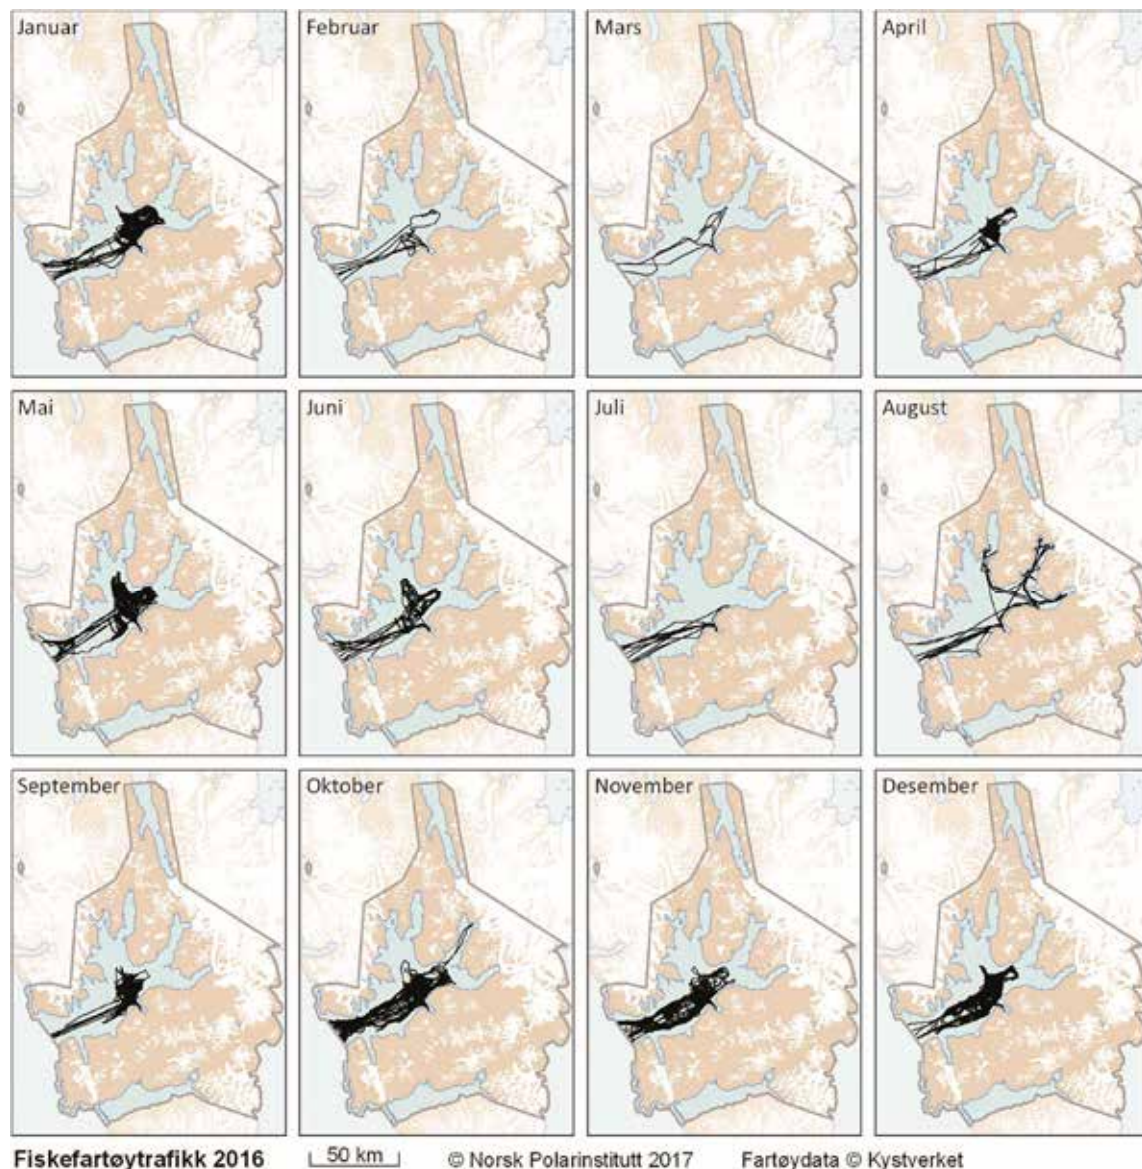 Januar
Februar
Mars
April
Mai
Juni
Juli
August
September
Oktober
November
Desember
Fiskefartøytrafikk 2016
50 km
© Norsk Polarinstitutt 2017
Fartøydata © Kystverket